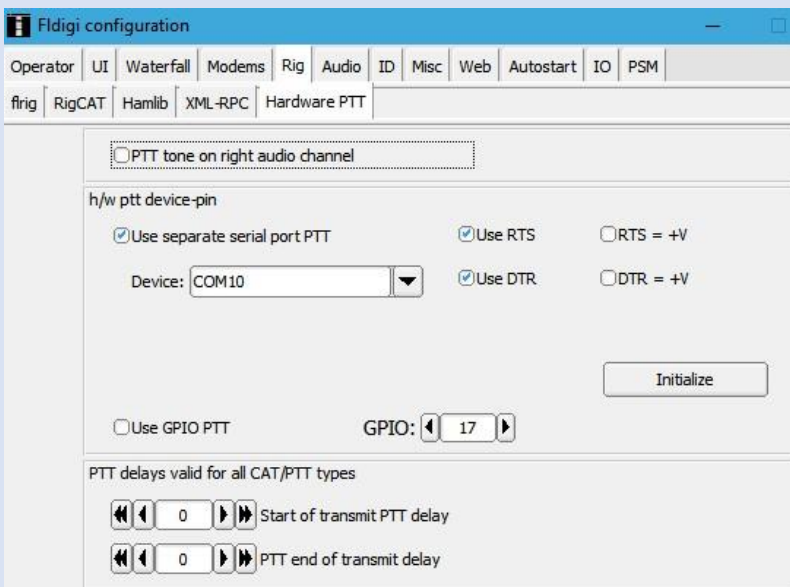 Fldigi configuration
Operator UI Waterfall Modems Rig Audio ID Misc Web Autostart IO PSM
flrig RigCAT Hamlib XML-RPC Hardware PTT
PTT tone on right audio channel
h/w ptt device-pin
Use separate serial port PTT Use RTS RTS = +V
Device: COM10 Use DTR DTR = +V
Initialize
Use GPIO PTT GPIO: 17
PTT delays valid for all CAT/PTT types
0 Start of transmit PTT delay
0 PTT end of transmit delay